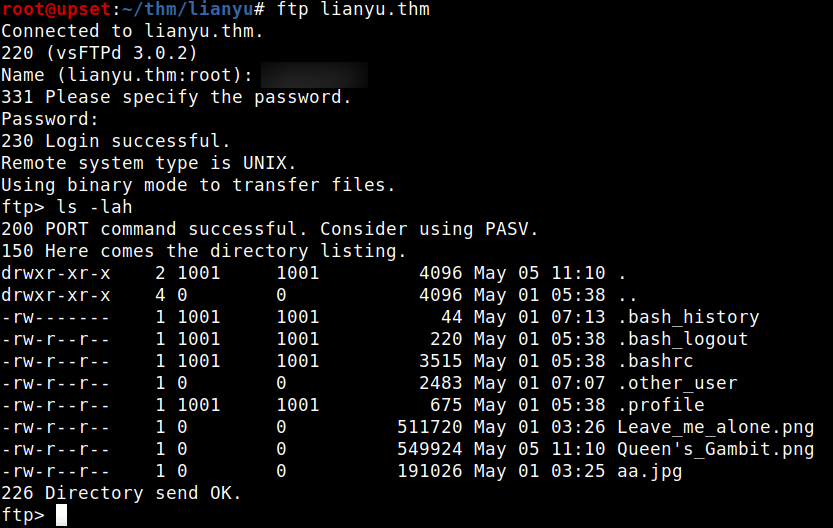 root@upset:~/thm/lianyu# ftp lianyu.thm
Connected to lianyu.thm.
220 (vsFTPd 3.0.2)
Name (lianyu.thm:root):
331 Please specify the password.
Password:
230 Login successful.
Remote system type is UNIX.
Using binary mode to transfer files.
ftp> ls -lah
200 PORT command successful. Consider using PASV.
150 Here comes the directory listing.
drwxr-xr-x    2 1001     1001         4096 May 05 11:10 .
drwxr-xr-x    4 0        0            4096 May 01 05:38 ..
-rw-------    1 1001     1001           44 May 01 07:13 .bash_history
-rw-r--r--    1 1001     1001          220 May 01 05:38 .bash_logout
-rw-r--r--    1 1001     1001         3515 May 01 05:38 .bashrc
-rw-r--r--    1 0        0            2483 May 01 07:07 .other_user
-rw-r--r--    1 1001     1001          675 May 01 05:38 .profile
-rw-r--r--    1 0        0          511720 May 01 03:26 Leave_me_alone.png
-rw-r--r--    1 0        0          549924 May 05 11:10 Queen's_Gambit.png
-rw-r--r--    1 0        0          191026 May 01 03:25 aa.jpg
226 Directory send OK.
ftp>